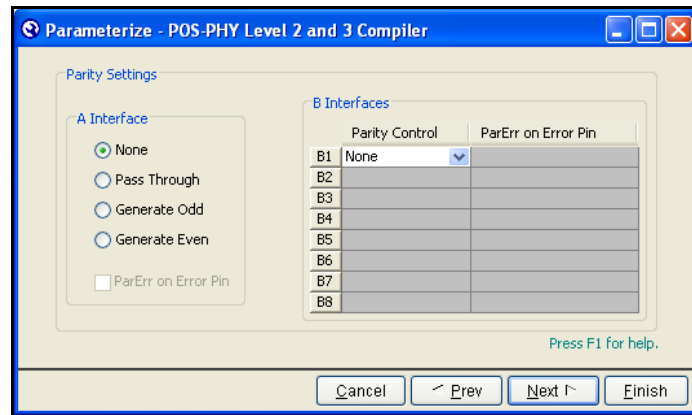 Parameterize - POS-PHY Level 2 and 3 Compiler
Parity Settings
A Interface
None
Pass Through
Generate Odd
Generate Even
ParErr on Error Pin
B Interfaces
Parity Control ParErr on Error Pin
B1 None
B2
B3
B4
B5
B6
B7
B8
Press F1 for help.
Cancel Prev Next Finish